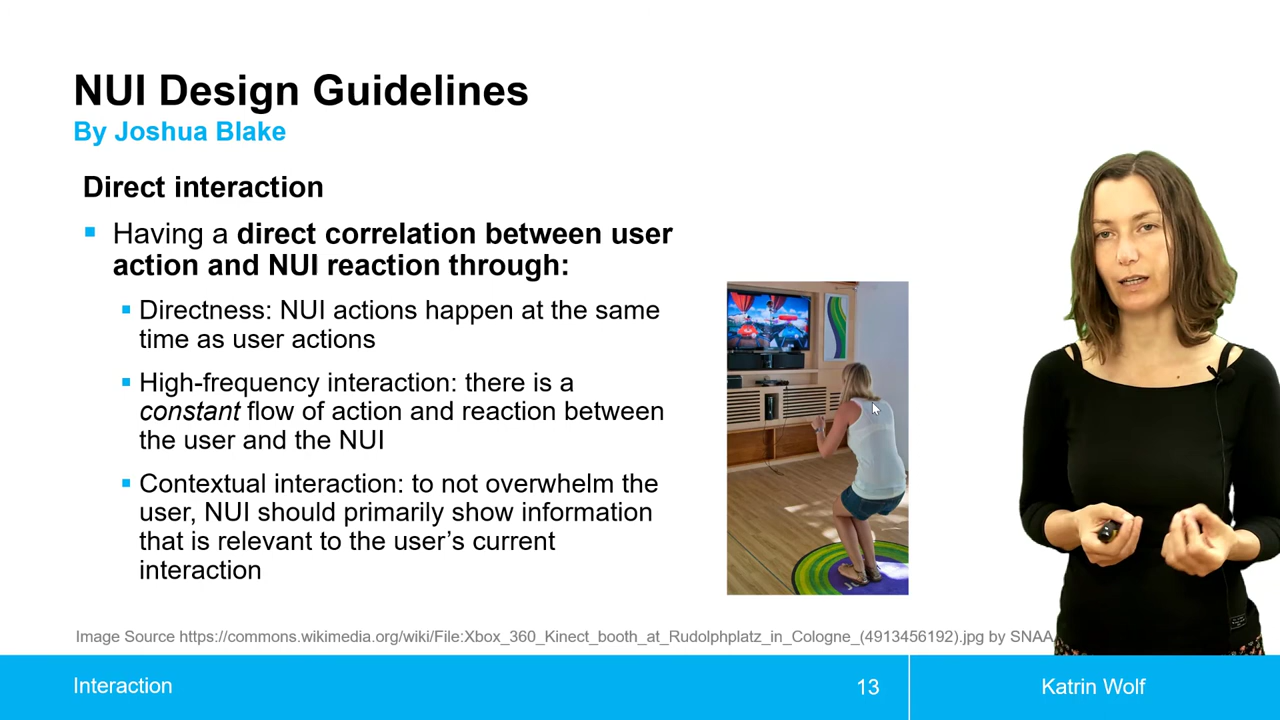 NUI Design Guidelines
By Joshua Blake
Direct interaction
Having a direct correlation between user
action and NUI reaction through:
Directness: NUI actions happen at the same
time as user actions
High-frequency interaction: there is a
constant flow of action and reaction between
the user and the NUI
Contextual interaction: to not overwhelm the
user, NUI should primarily show information
that is relevant to the user’s current
interaction
Image Source https://commons.wikimedia.org/wiki/File:Xbox_360_Kinect_booth_at_Rudolphplatz_in_Cologne_(4913456192).jpg by SNAA
Interaction
13
Katrin Wolf